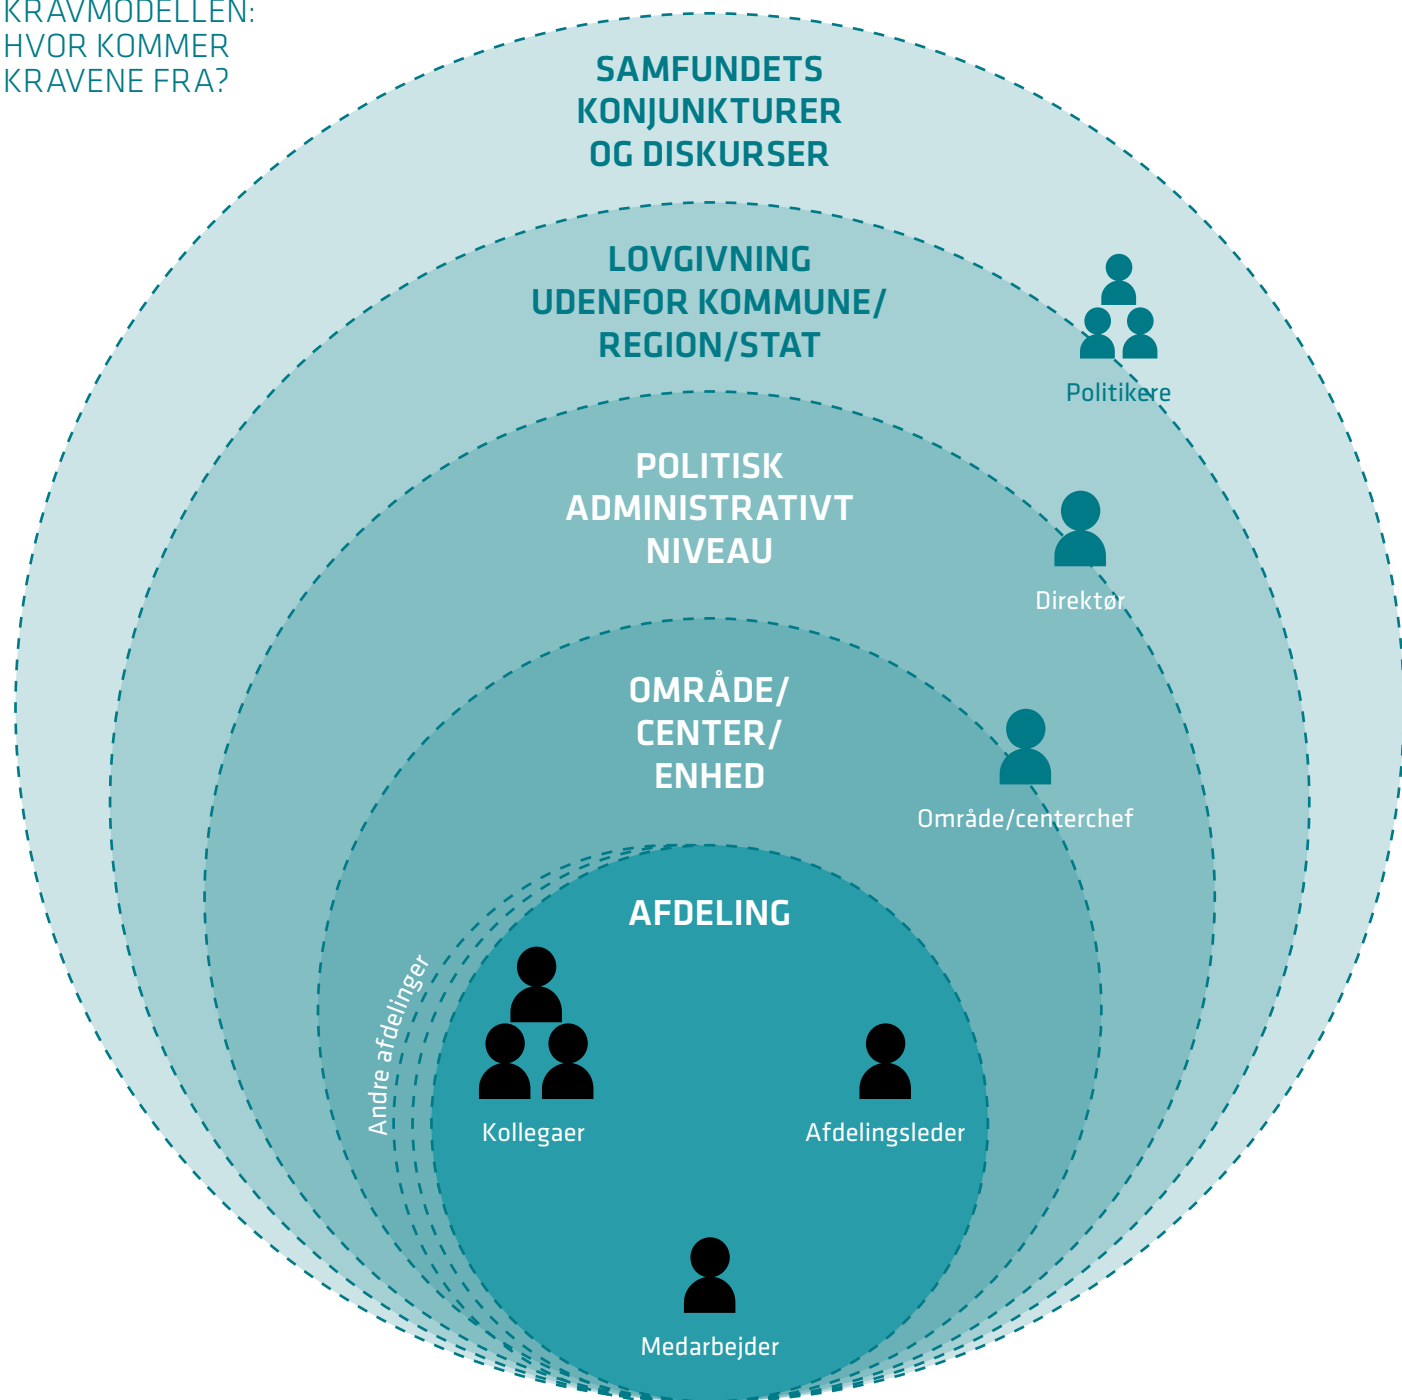 KRAVMODELLEN:
HVOR KOMMER
KRAVENE FRA?
SAMFUNDETS
KONJUNKTURER
OG DISKURSER
LOVGIVNING
UDENFOR KOMMUNE/
REGION/STAT
Politikere
POLITISK
ADMINISTRATIVT
NIVEAU
Direktør
OMRÅDE/
CENTER/
ENHED
Område/centerchef
AFDELING
Andre afdelinger
Kollegaer
Afdelingsleder
Medarbejder